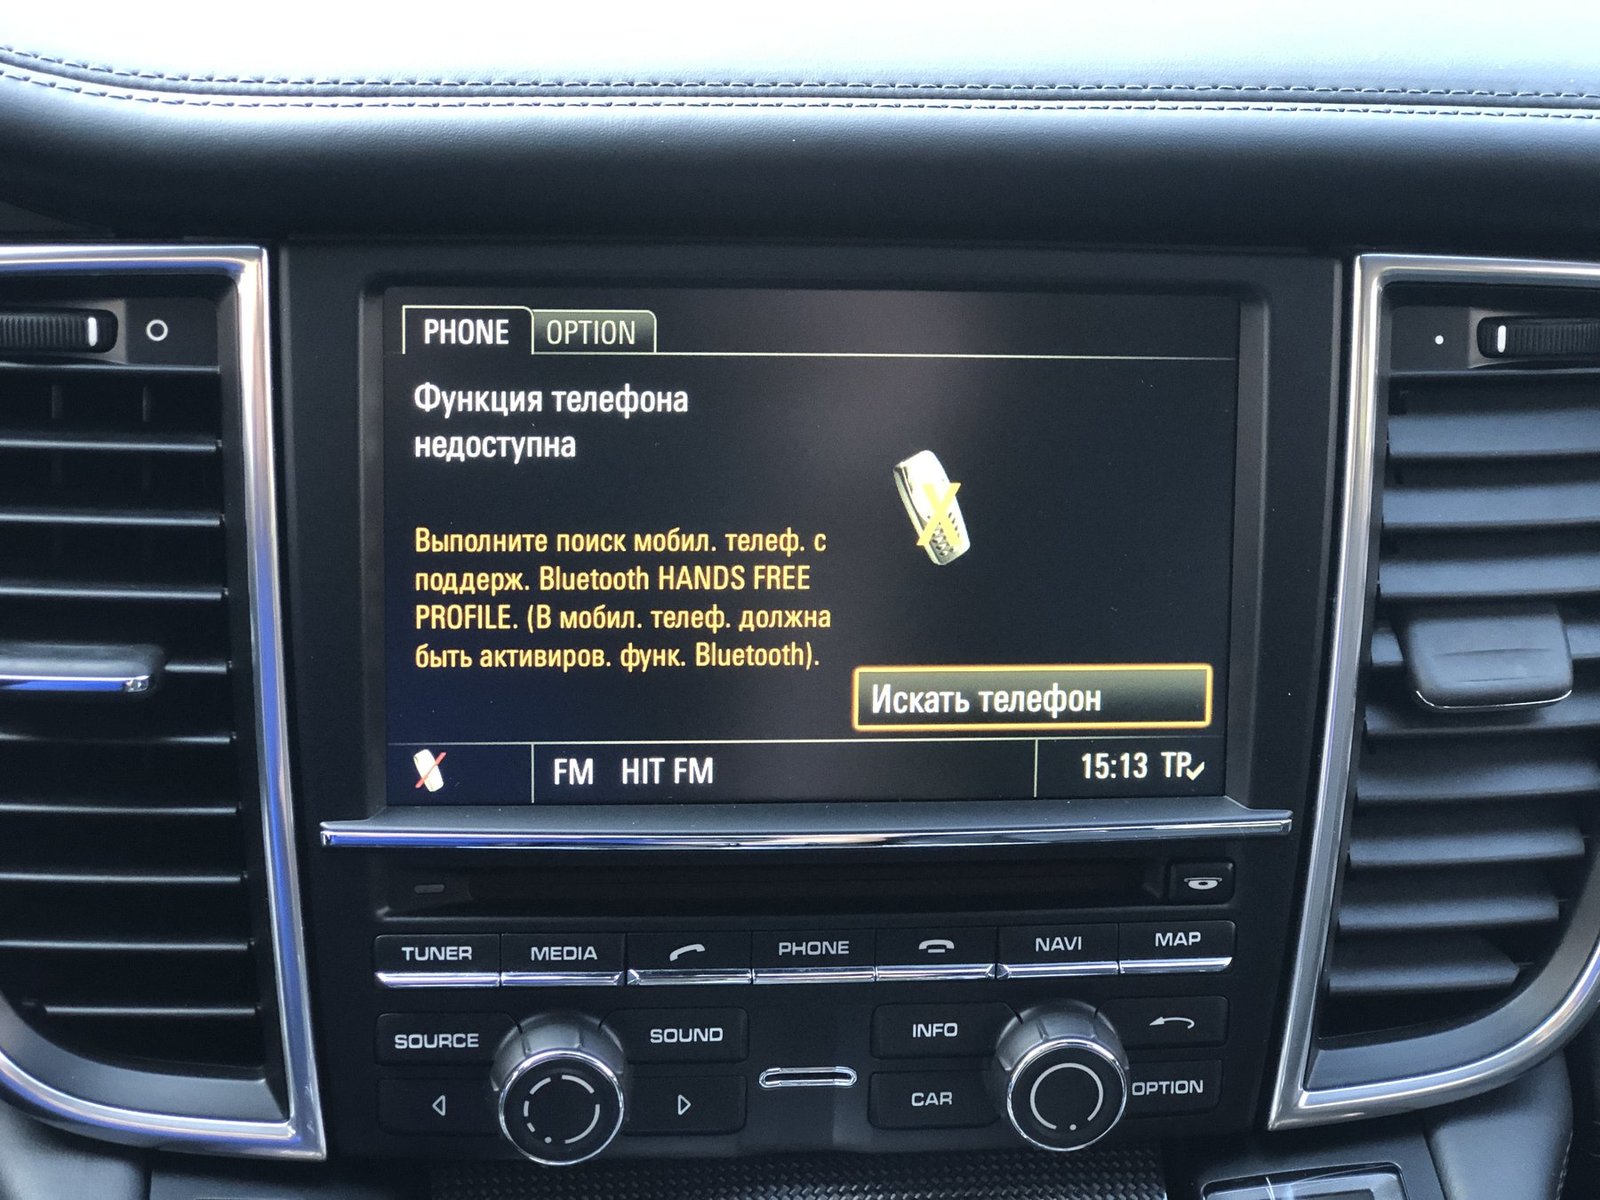 PHONE OPTION
Функция телефона
недоступна
Выполните поиск мобил. телеф. с
поддерж. Bluetooth HANDS FREE
PROFILE. (В мобил. телеф. должна
быть активиров. функ. Bluetooth).
Искать телефон
FM HIT FM 15:13 TP
TUNER MEDIA PHONE NAVI MAP
SOURCE SOUND INFO
CAR OPTION